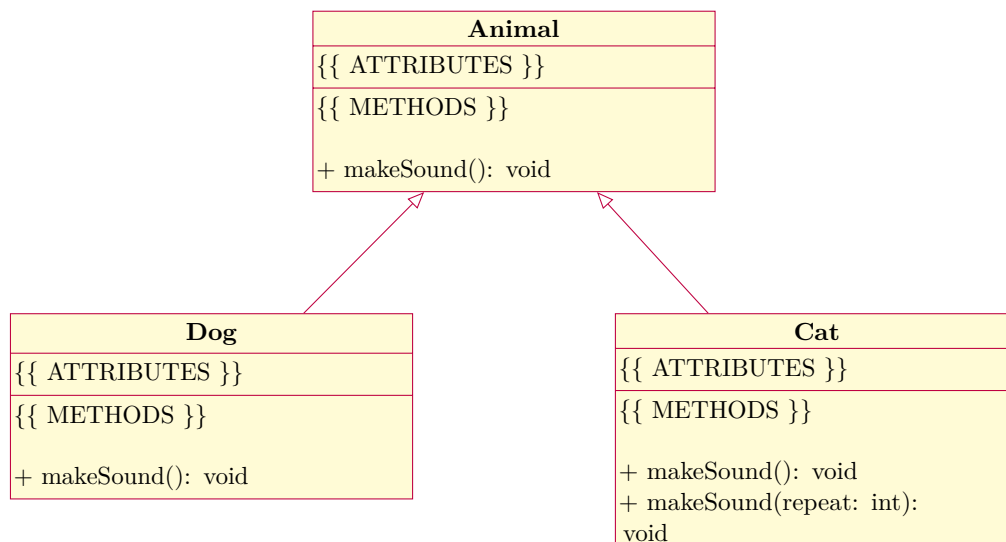 Animal
{{ ATTRIBUTES }}
{{ METHODS }}
+ makeSound(): void
Dog
{{ ATTRIBUTES }}
{{ METHODS }}
+ makeSound(): void
Cat
{{ ATTRIBUTES }}
{{ METHODS }}
+ makeSound(): void
+ makeSound(repeat: int):
void